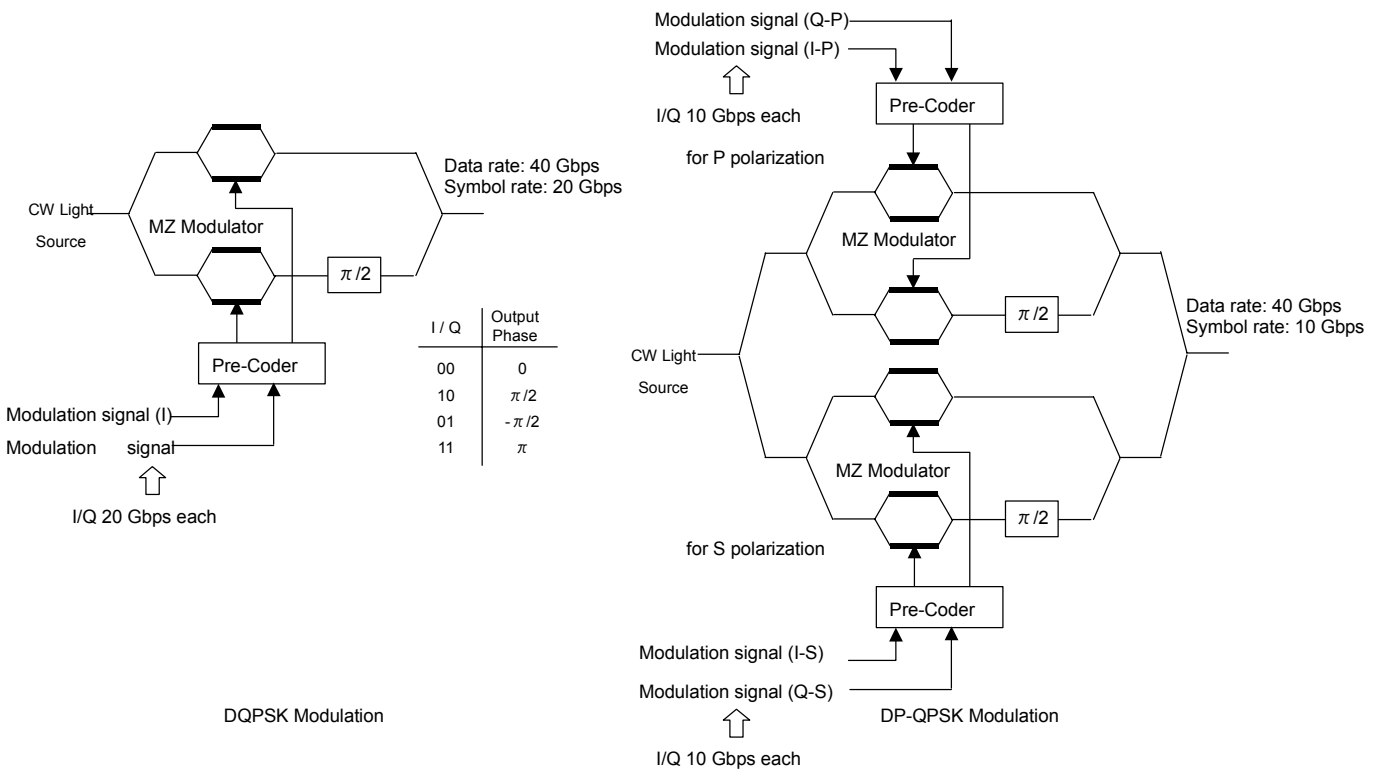 CW Light
Source
MZ Modulator
π/2
Data rate: 40 Gbps
Symbol rate: 20 Gbps
Pre-Coder
Modulation signal (I)
Modulation signal
I/Q 20 Gbps each
I / Q Output Phase
00 0
10 π/2
01 -π/2
11 π
DQPSK Modulation
Modulation signal (Q-P)
Modulation signal (I-P)
I/Q 10 Gbps each
Pre-Coder
for P polarization
MZ Modulator
π/2
Data rate: 40 Gbps
Symbol rate: 10 Gbps
CW Light
Source
MZ Modulator
π/2
for S polarization
Pre-Coder
Modulation signal (I-S)
Modulation signal (Q-S)
DP-QPSK Modulation
I/Q 10 Gbps each